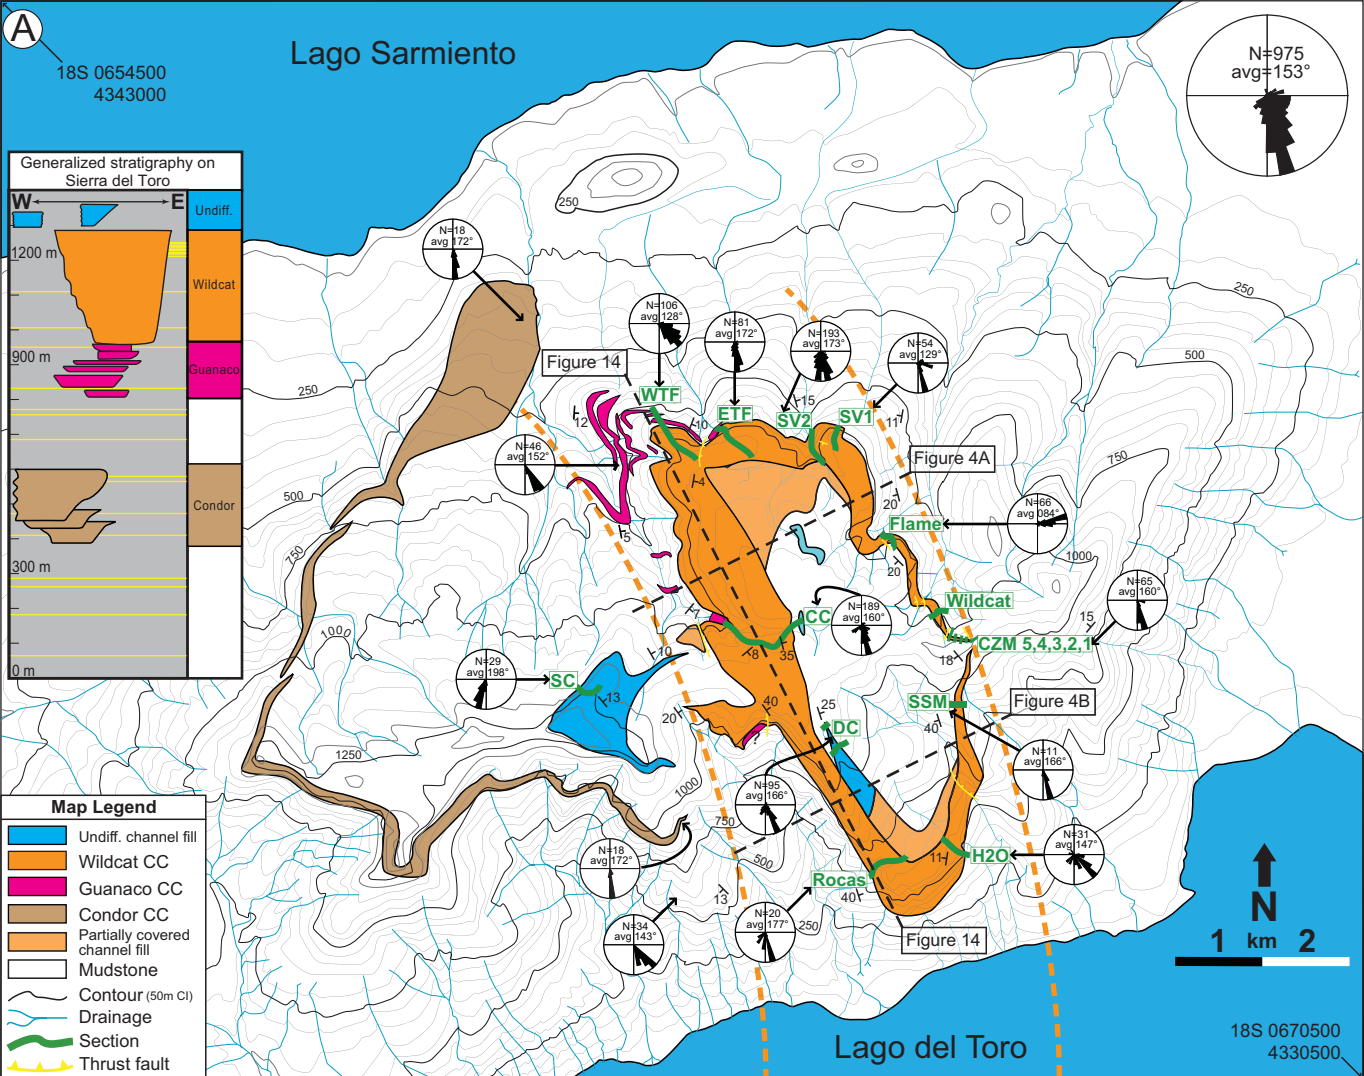 A
18S 0654500
4343000
Lago Sarmiento
N=975
avg=153°
Generalized stratigraphy on
Sierra del Toro
W
E
Undiff.
1200 m
Wildcat
900 m
Guanaco
Condor
300 m
0 m
250
N=18
avg 172°
250
N=106
avg 128°
N=81
avg 172°
N=193
avg 173°
N=54
avg 129°
500
Figure 14
250
WTF
15
ETF
SV2
SV1
12
10
11
N=46
avg 152°
Figure 4A
750
4
500
20
N=66
avg 084°
Flame
5
750
1000
20
N=65
avg 160°
Wildcat
N=189
avg 160°
7
CC
15
1000
CZM 5,4,3,2,1
10
8
35
18
N=29
avg 198°
SC
13
Figure 4B
SSM
40
25
20
40
DC
?
1250
N=11
avg 166°
1000
N=95
avg 166°
Map Legend
750
Undiff. channel fill
N=31
avg 147°
Wildcat CC
500
N=18
avg 172°
11
H2O
Guanaco CC
Rocas
13
40
Condor CC
N=20
avg 177°
250
N
Partially covered
channel fill
N=34
avg 143°
Figure 14
1 km 2
Mudstone
Contour (50m CI)
Drainage
18S 0670500
4330500
Section
Lago del Toro
Thrust fault